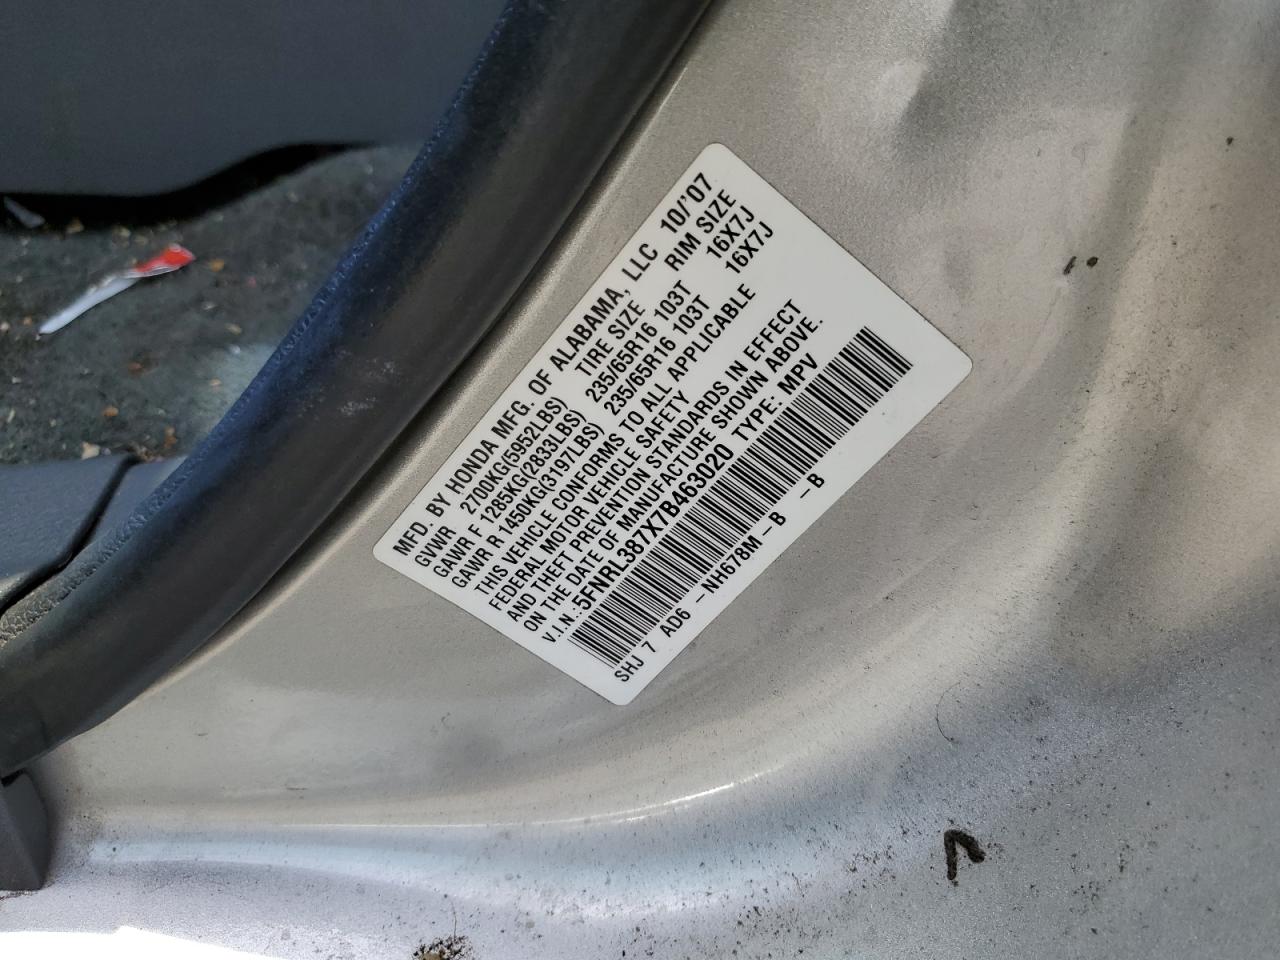 MFD. BY HONDA MFG. OF ALABAMA, LLC 10/'07
GVWR 2700KG(5952LBS) TIRE SIZE RIM SIZE
GAWR F 1285KG(2833LBS) 235/65R16 103T 16X7J
GAWR R 1450KG(3197LBS) 235/65R16 103T 16X7J
THIS VEHICLE CONFORMS TO ALL APPLICABLE
FEDERAL MOTOR VEHICLE SAFETY
AND THEFT PREVENTION STANDARDS IN EFFECT
ON THE DATE OF MANUFACTURE SHOWN ABOVE.
V.I.N.:5FNRL387X7B463020 TYPE: MPV
SHJ 7 AD6 -NH678M-B -B